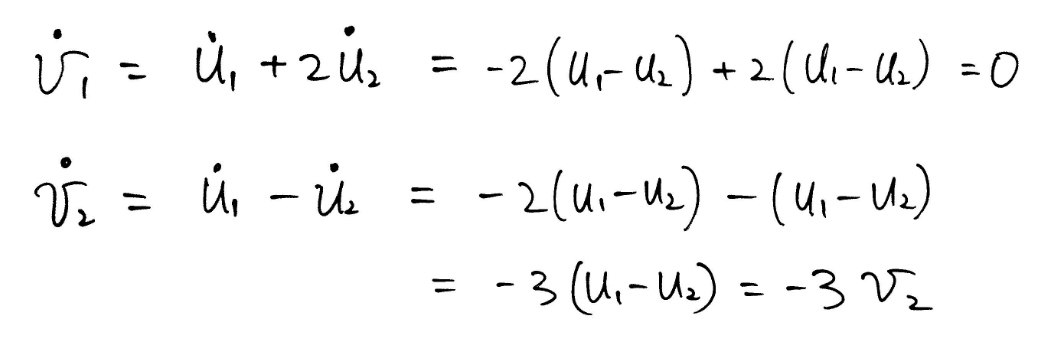 v̇₁ = u̇₁ + 2u̇₂ = -2(u₁-u₂) + 2(u₁-u₂) = 0
v̇₂ = u̇₁ - u̇₂ = -2(u₁-u₂) - (u₁-u₂)
= -3(u₁-u₂) = -3v₂